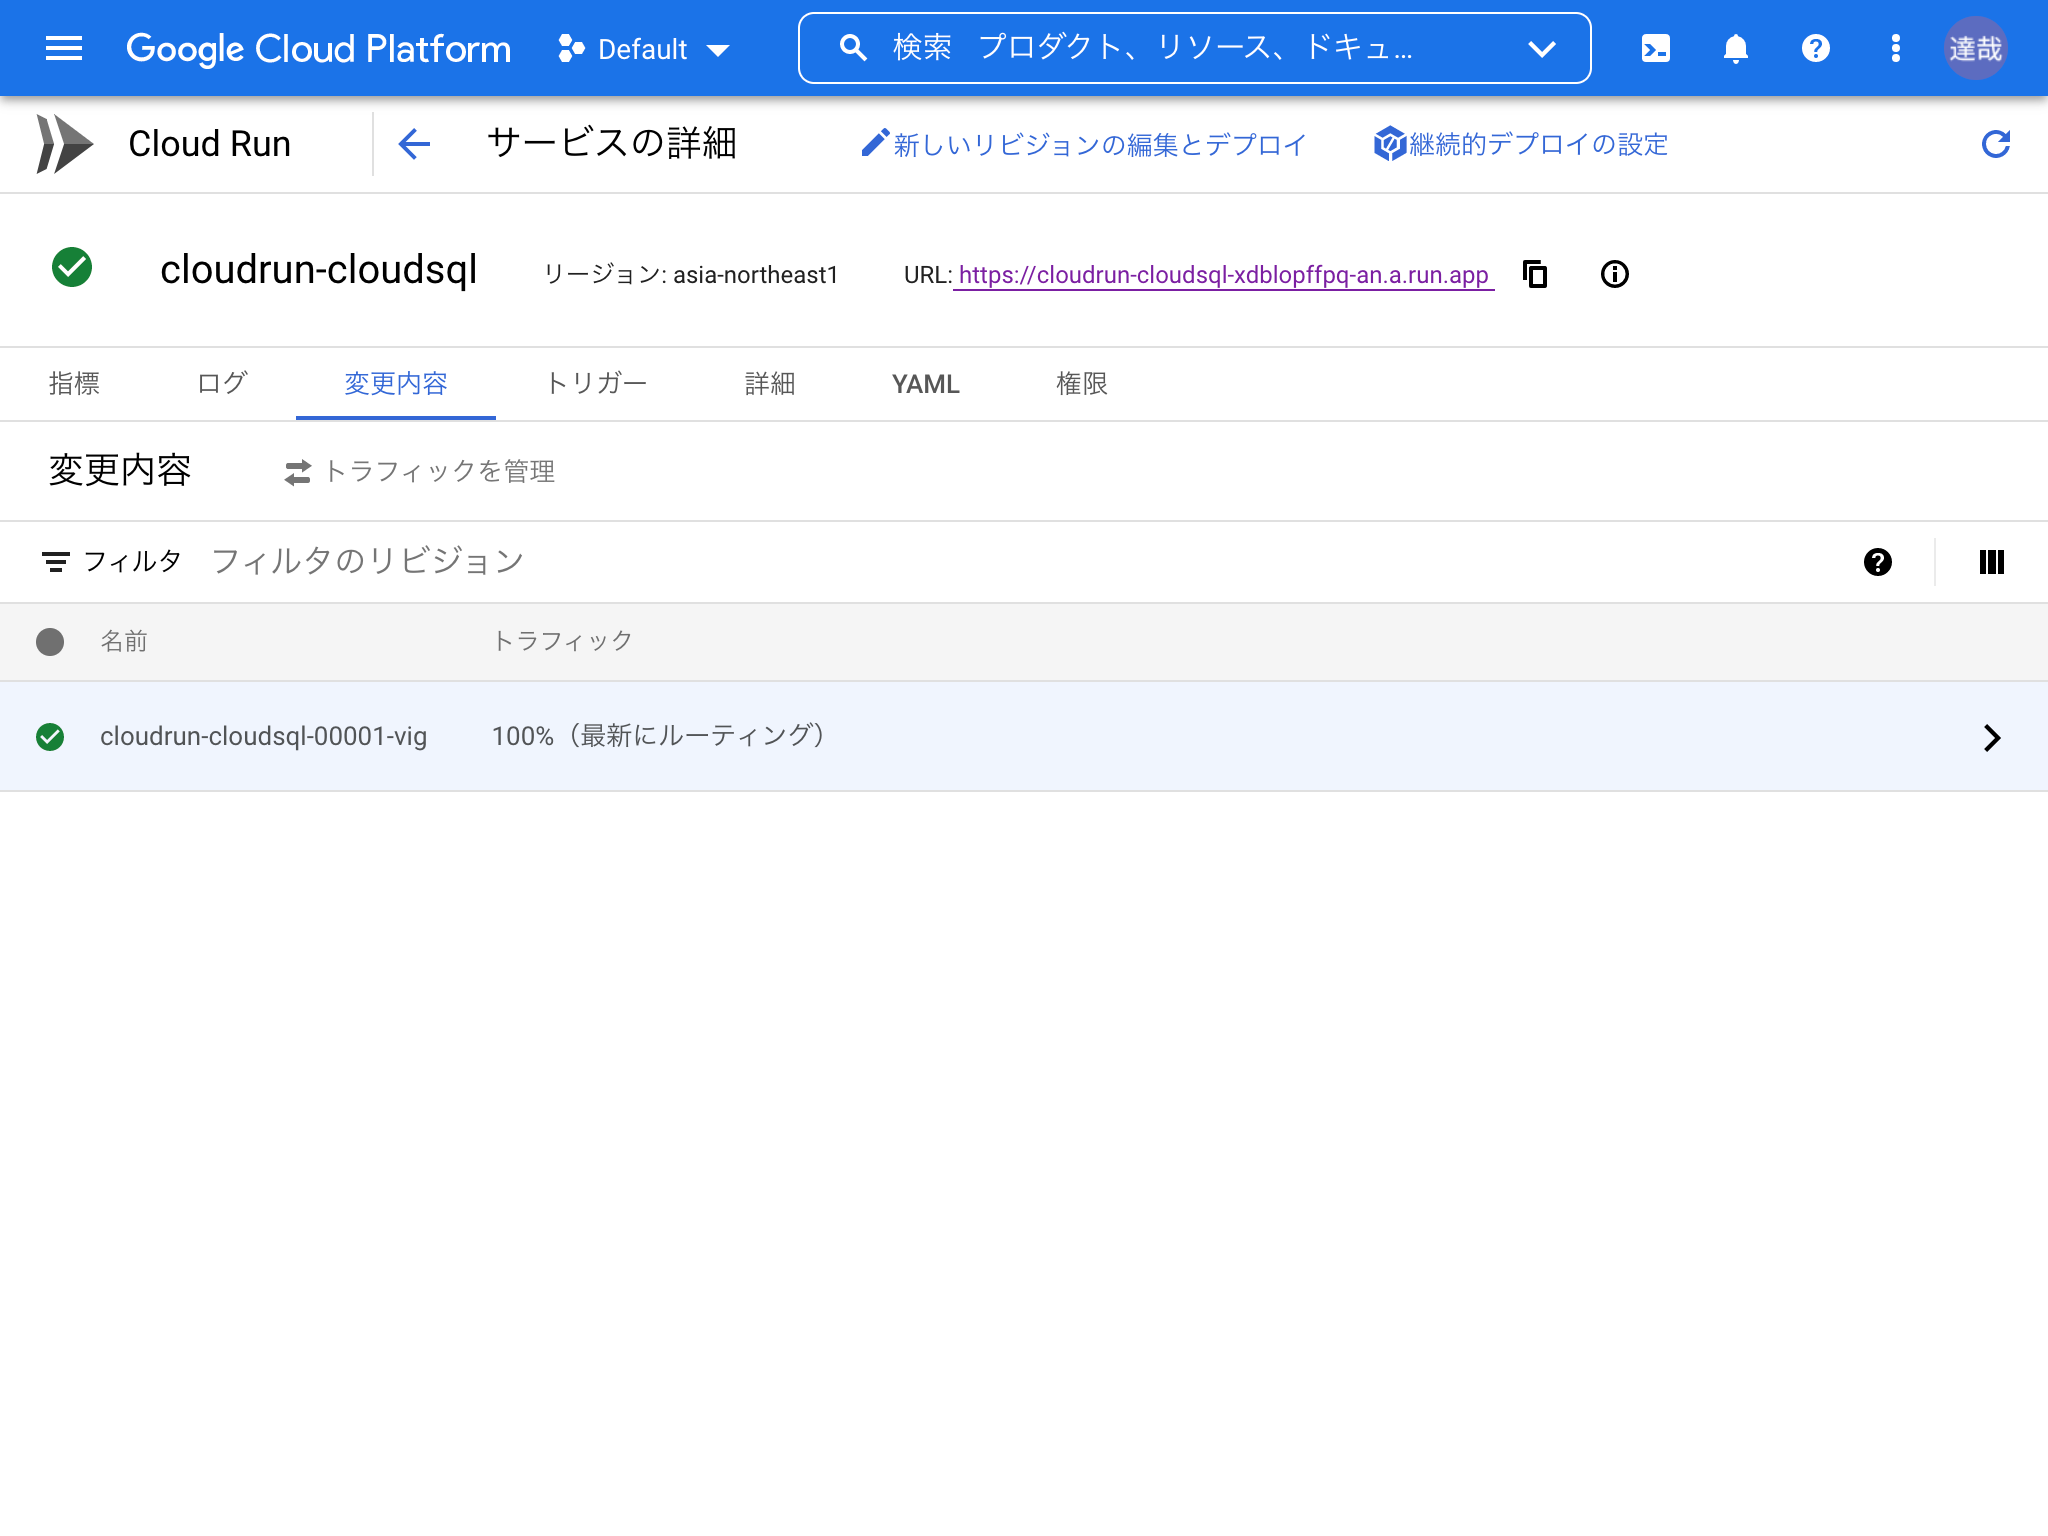 Google Cloud Platform Default 検索 プロダクト、リソース、ドキュ... 達哉
Cloud Run サービスの詳細 新しいリビジョンの編集とデプロイ 継続的デプロイの設定
cloudrun-cloudsql リージョン: asia-northeast1 URL: https://cloudrun-cloudsql-xdblopffpq-an.a.run.app
指標 ログ 変更内容 トリガー 詳細 YAML 権限
変更内容 トラフィックを管理
フィルタ フィルタのリビジョン
名前 トラフィック
cloudrun-cloudsql-00001-vig 100%（最新にルーティング）